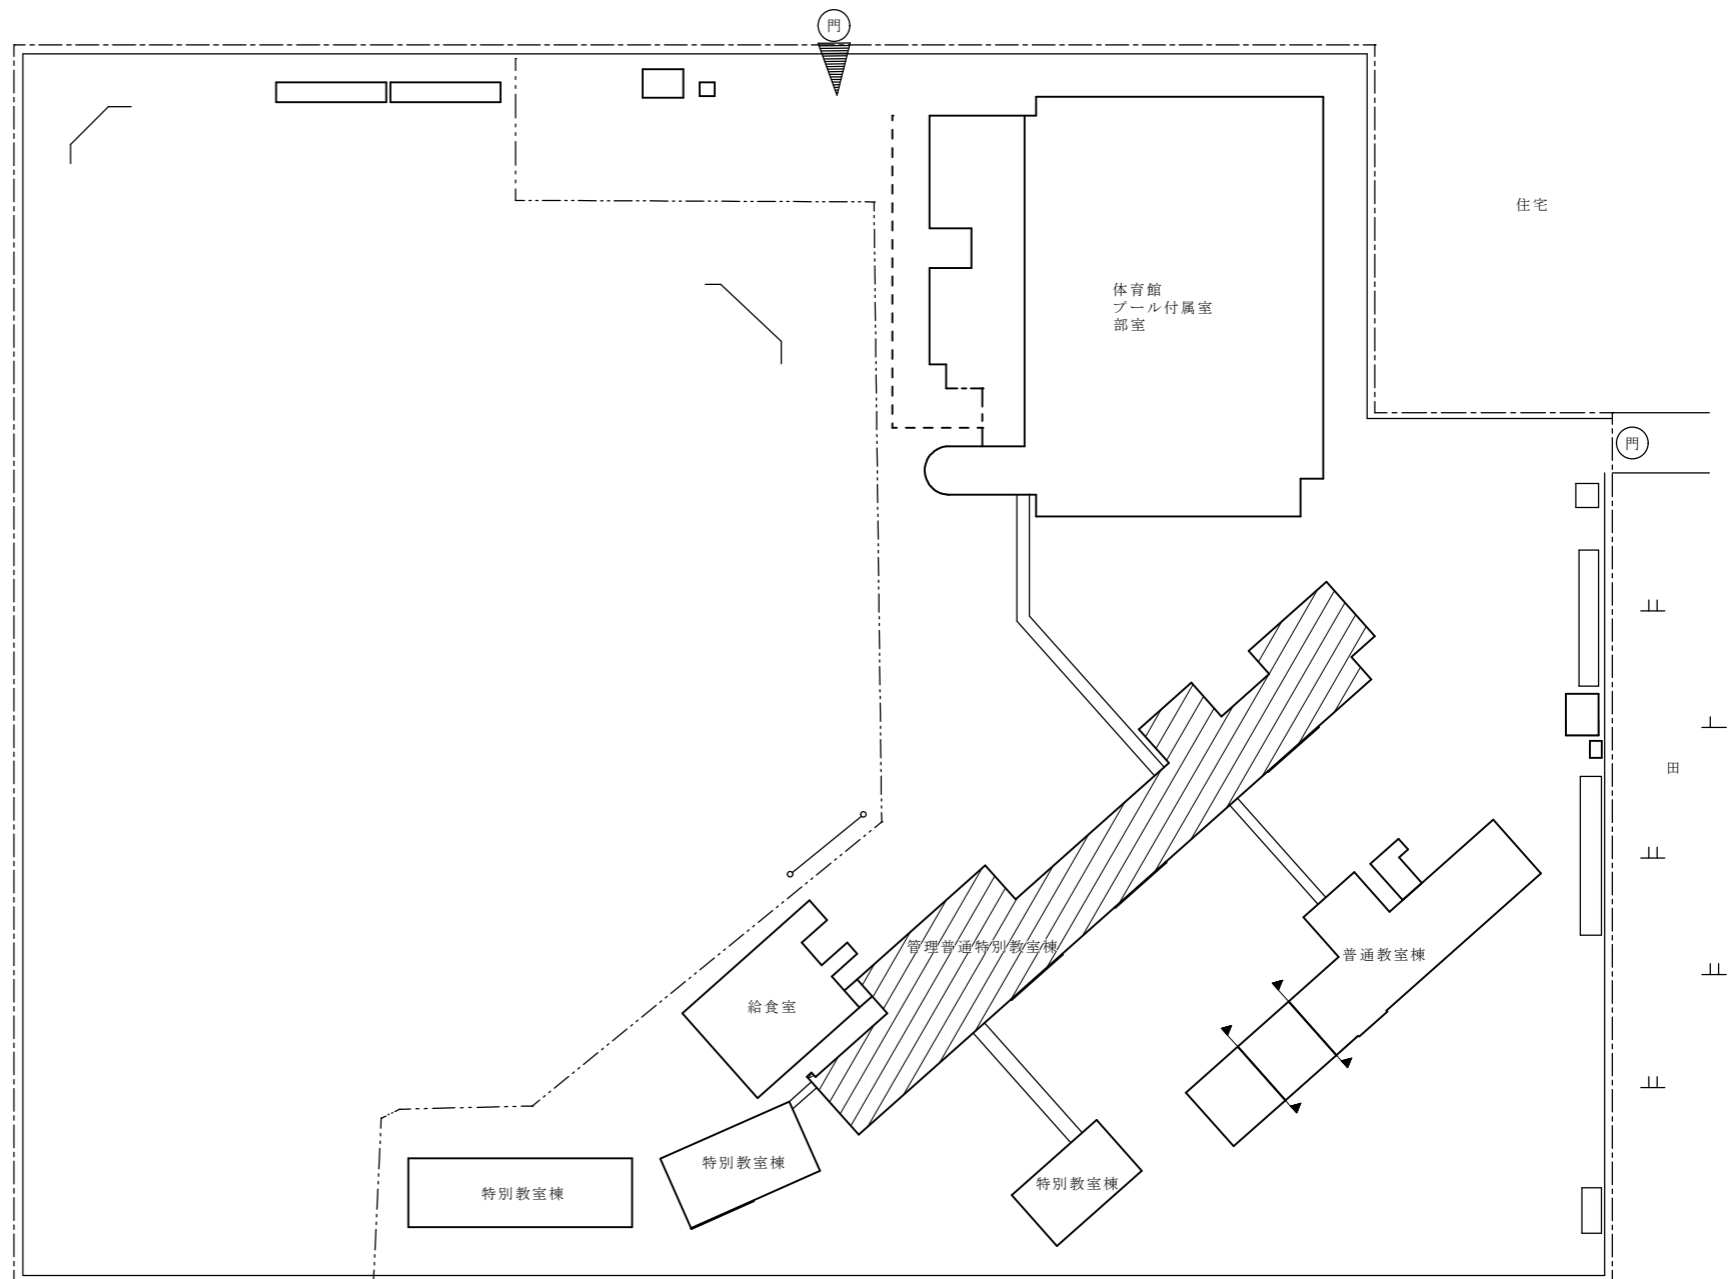 門
住宅
体育館
プール付属室
部室
門
田
管理普通特別教室棟
普通教室棟
給食室
特別教室棟
特別教室棟
特別教室棟